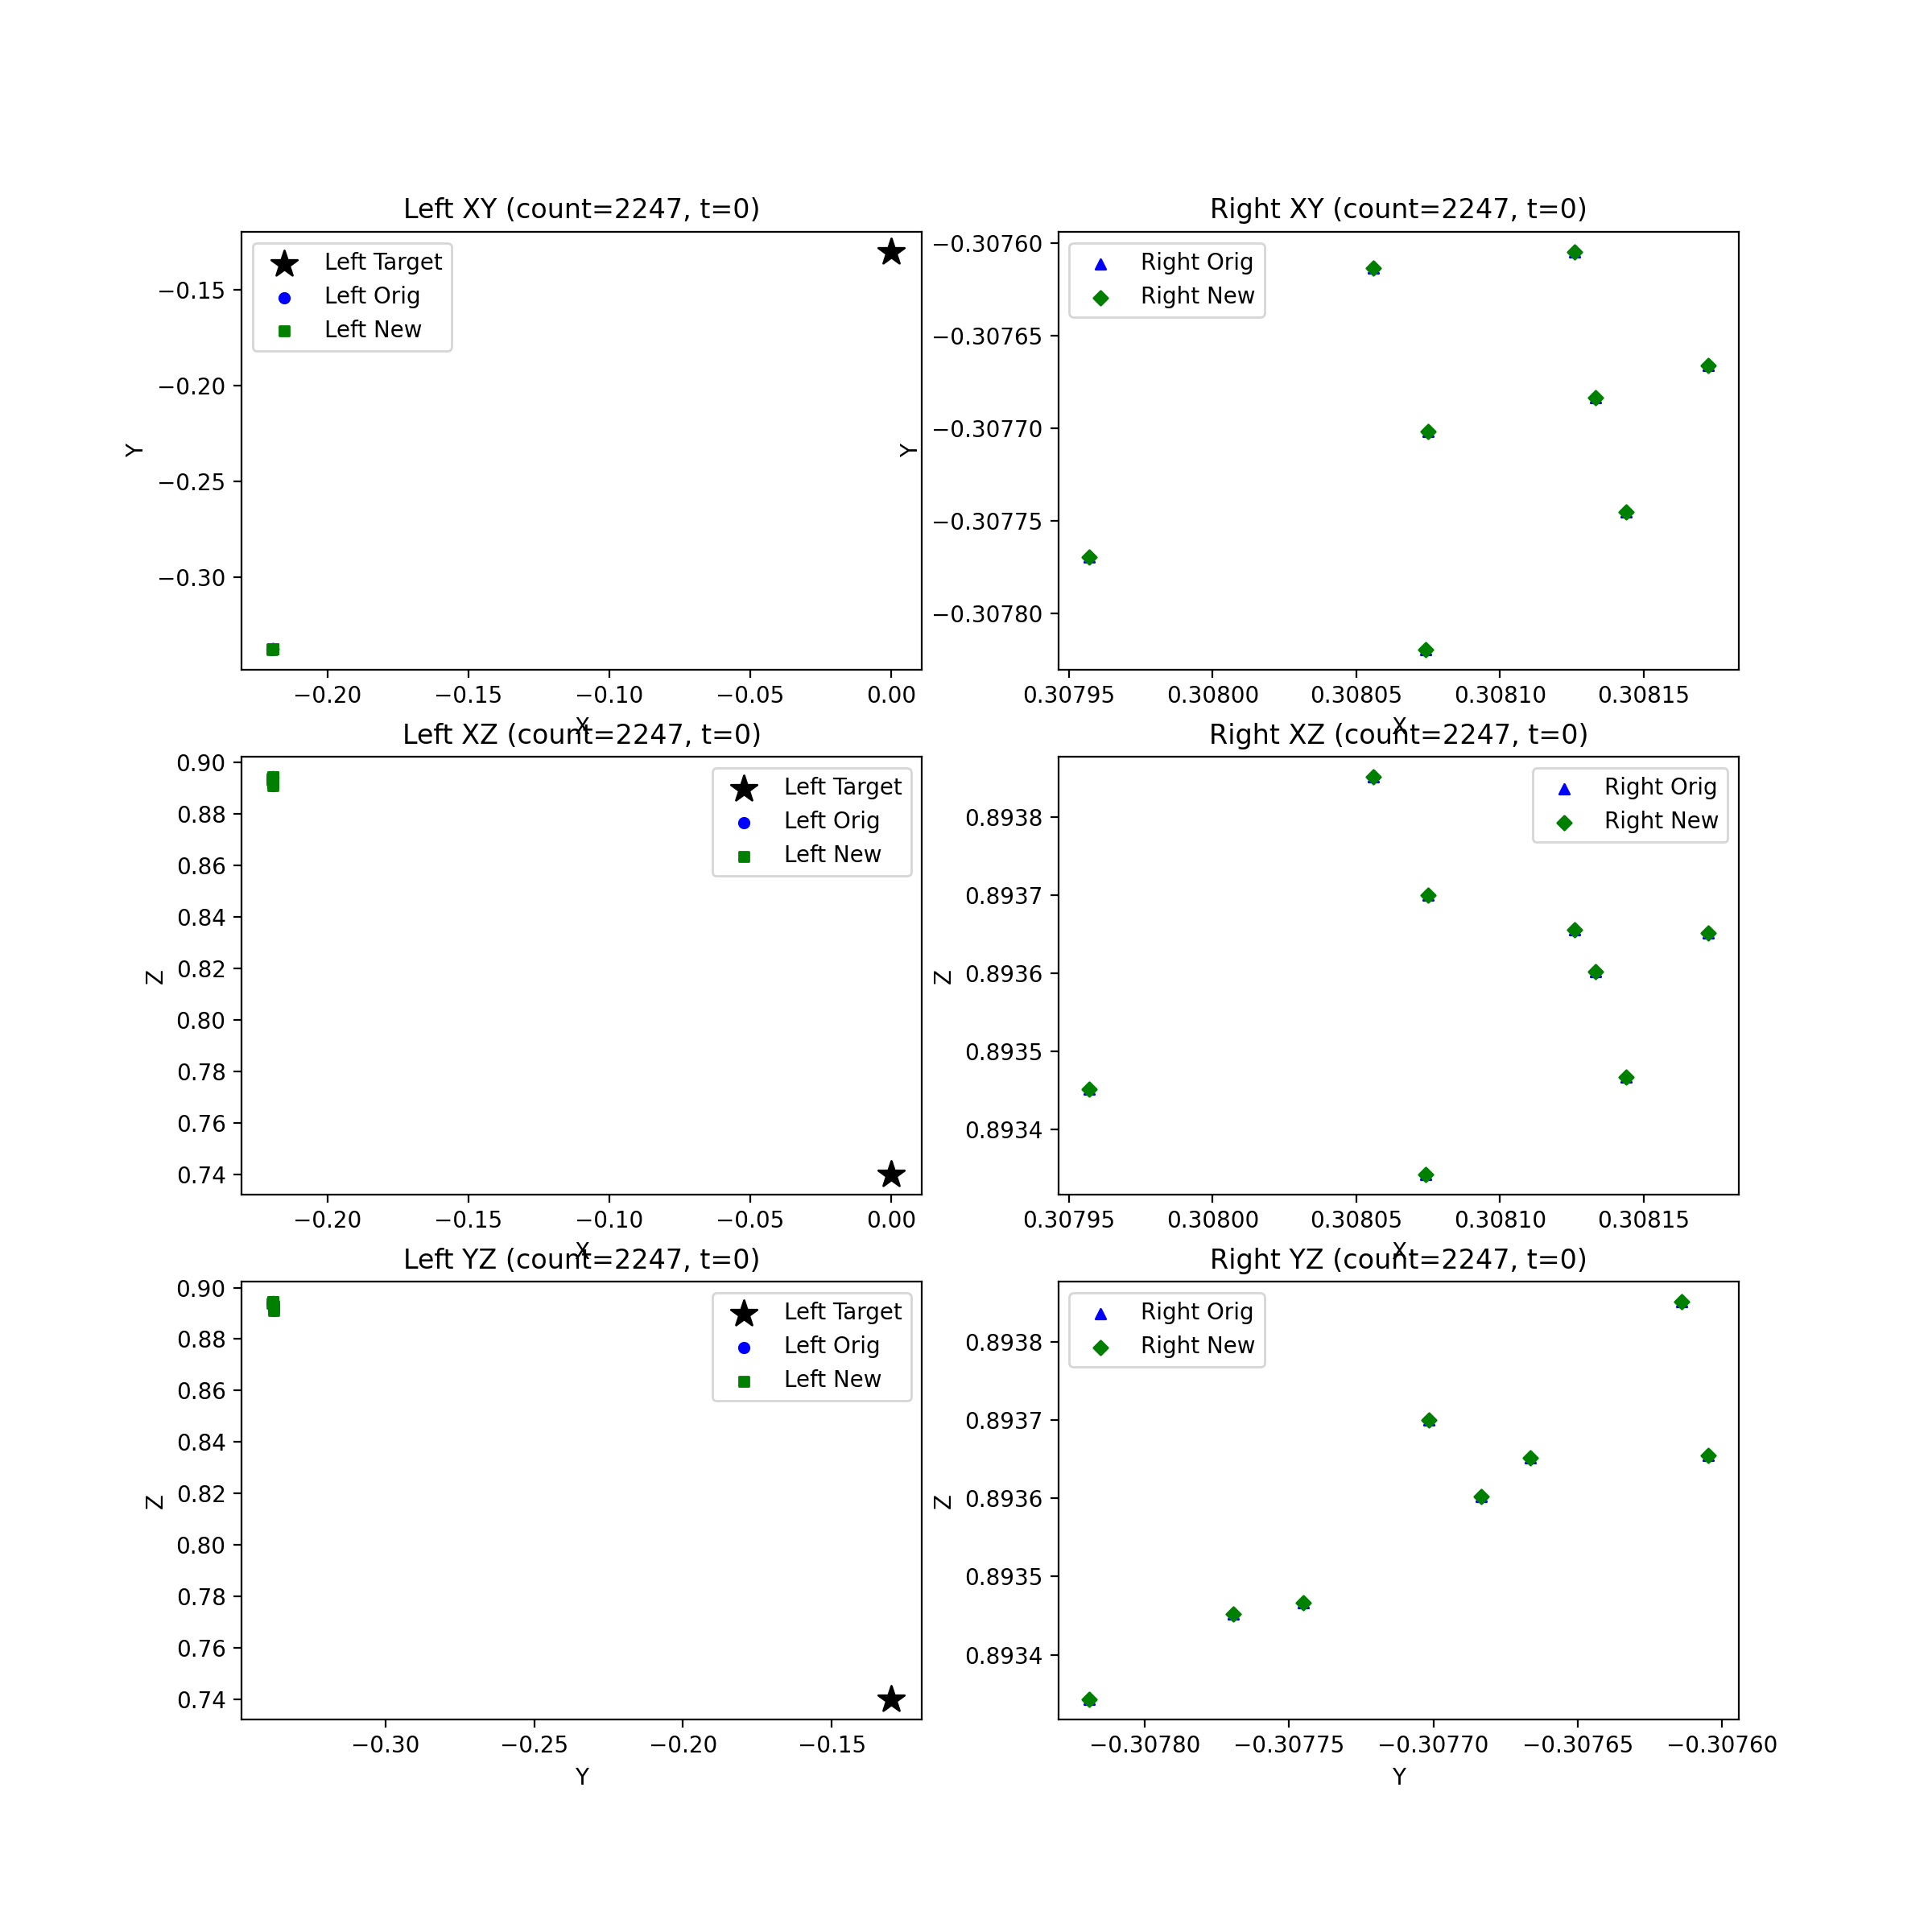 Left XY (count=2247, t=0)
Left Target
Left Orig
Left New
−0.15
−0.20
−0.25
−0.30
Y
−0.20
−0.15
−0.10
−0.05
0.00
X
Right XY (count=2247, t=0)
Right Orig
Right New
−0.30760
−0.30765
−0.30770
−0.30775
−0.30780
Y
0.30795
0.30800
0.30805
0.30810
0.30815
X
Left XZ (count=2247, t=0)
Left Target
Left Orig
Left New
0.90
0.88
0.86
0.84
0.82
0.80
0.78
0.76
0.74
Z
−0.20
−0.15
−0.10
−0.05
0.00
X
Right XZ (count=2247, t=0)
Right Orig
Right New
0.8938
0.8937
0.8936
0.8935
0.8934
Z
0.30795
0.30800
0.30805
0.30810
0.30815
X
Left YZ (count=2247, t=0)
Left Target
Left Orig
Left New
0.90
0.88
0.86
0.84
0.82
0.80
0.78
0.76
0.74
Z
−0.30
−0.25
−0.20
−0.15
Y
Right YZ (count=2247, t=0)
Right Orig
Right New
0.8938
0.8937
0.8936
0.8935
0.8934
Z
−0.30780
−0.30775
−0.30770
−0.30765
−0.30760
Y